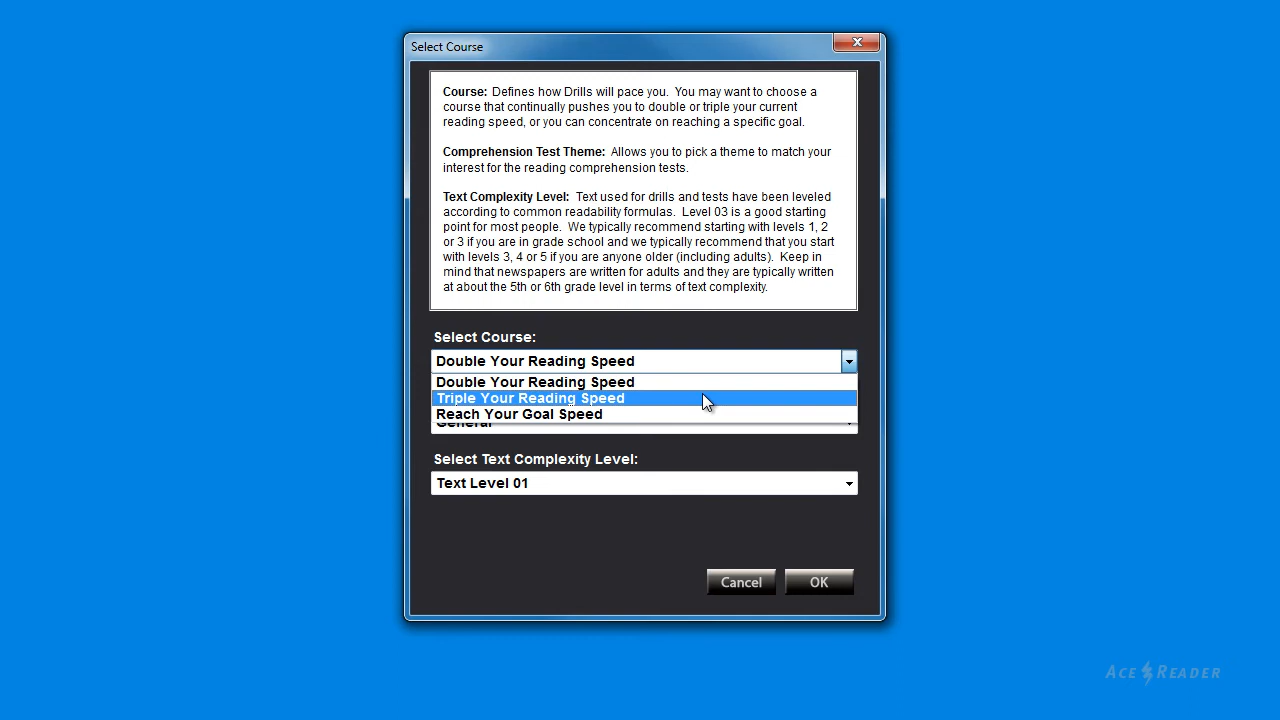 Select Course
Course: Defines how Drills will pace you. You may want to choose a
course that continually pushes you to double or triple your current
reading speed, or you can concentrate on reaching a specific goal.
Comprehension Test Theme: Allows you to pick a theme to match your
interest for the reading comprehension tests.
Text Complexity Level: Text used for drills and tests have been leveled
according to common readability formulas. Level 03 is a good starting
point for most people. We typically recommend starting with levels 1, 2
or 3 if you are in grade school and we typically recommend that you start
with levels 3, 4 or 5 if you are anyone older (including adults). Keep in
mind that newspapers are written for adults and they are typically written
at about the 5th or 6th grade level in terms of text complexity.
Select Course:
Double Your Reading Speed
Double Your Reading Speed
Triple Your Reading Speed
Reach Your Goal Speed
General
Select Text Complexity Level:
Text Level 01
Cancel OK
ACE READER